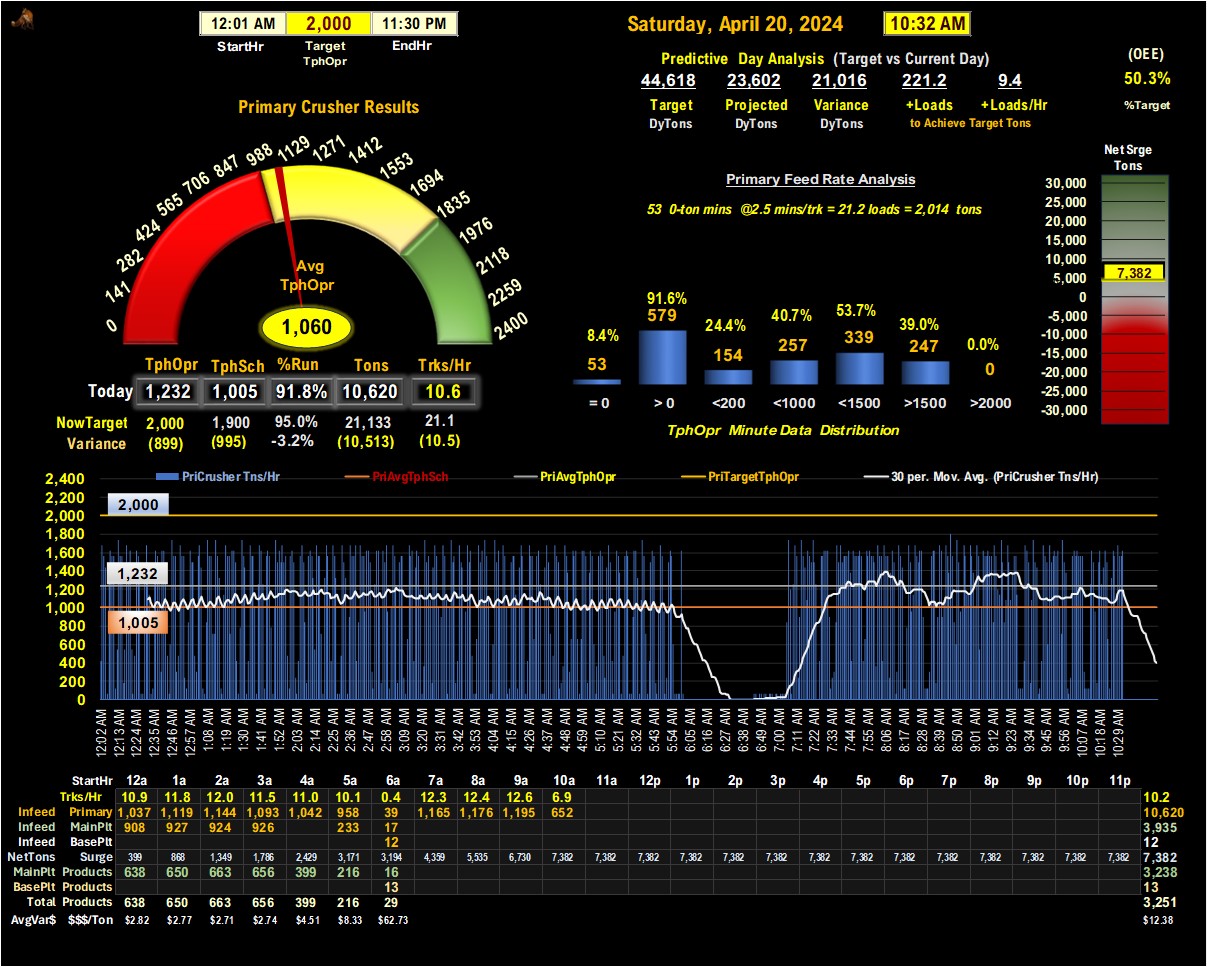 12:01 AM 2,000 11:30 PM
StartHr Target TphOpr EndHr
Saturday, April 20, 2024 10:32 AM
Predictive Day Analysis (Target vs Current Day)
44,618 23,602 21,016 221.2 9.4
Target Projected Variance +Loads +Loads/Hr
DyTons DyTons DyTons to Achieve Target Tons
(OEE)
50.3%
%Target
Primary Crusher Results
0 141 282 424 565 706 847 988 1129 1271 1412 1553 1694 1835 1976 2118 2259 2400
Avg
TphOpr
1,060
TphOpr TphSch %Run Tons Trks/Hr
Today 1,232 1,005 91.8% 10,620 10.6
NowTarget 2,000 1,900 95.0% 21,133 21.1
Variance (899) (995) -3.2% (10,513) (10.5)
Primary Feed Rate Analysis
53 0-ton mins @2.5 mins/trk = 21.2 loads = 2,014 tons
8.4% 91.6% 24.4% 40.7% 53.7% 39.0% 0.0%
53 579 154 257 339 247 0
= 0 > 0 <200 <1000 <1500 >1500 >2000
TphOpr Minute Data Distribution
Net Srge
Tons
30,000
25,000
20,000
15,000
10,000
5,000
0
-5,000
-10,000
-15,000
-20,000
-25,000
-30,000
7,382
PriCrusher Tns/Hr PriAvgTphSch PriAvgTphOpr PriTargetTphOpr 30 per. Mov. Avg. (PriCrusher Tns/Hr)
2,400
2,200
2,000
1,800
1,600
1,400
1,200
1,000
800
600
400
200
0
2,000
1,232
1,005
12:02 AM 12:13 AM 12:24 AM 12:35 AM 12:46 AM 12:57 AM 1:08 AM 1:19 AM 1:30 AM 1:41 AM 1:52 AM 2:03 AM 2:14 AM 2:25 AM 2:36 AM 2:47 AM 2:58 AM 3:09 AM 3:20 AM 3:31 AM 3:42 AM 3:53 AM 4:04 AM 4:15 AM 4:26 AM 4:37 AM 4:48 AM 4:59 AM 5:10 AM 5:21 AM 5:32 AM 5:43 AM 5:54 AM 6:05 AM 6:16 AM 6:27 AM 6:38 AM 6:49 AM 7:00 AM 7:11 AM 7:22 AM 7:33 AM 7:44 AM 7:55 AM 8:06 AM 8:17 AM 8:28 AM 8:39 AM 8:50 AM 9:01 AM 9:12 AM 9:23 AM 9:34 AM 9:45 AM 9:56 AM 10:07 AM 10:18 AM 10:29 AM
StartHr 12a 1a 2a 3a 4a 5a 6a 7a 8a 9a 10a 11a 12p 1p 2p 3p 4p 5p 6p 7p 8p 9p 10p 11p
Trks/Hr 10.9 11.8 12.0 11.5 11.0 10.1 0.4 12.3 12.4 12.6 6.9 10.2
Infeed Primary 1,037 1,119 1,144 1,093 1,042 958 39 1,165 1,176 1,195 652 10,620
Infeed MainPlt 908 927 924 926 233 17 3,935
Infeed BasePlt 12 12
NetTons Surge 399 868 1,349 1,786 2,429 3,171 3,194 4,359 5,535 6,730 7,382 7,382 7,382 7,382 7,382 7,382 7,382 7,382 7,382 7,382 7,382 7,382 7,382 7,382 7,382
MainPlt Products 638 650 663 656 399 216 16 3,238
BasePlt Products 13 13
Total Products 638 650 663 656 399 216 29 3,251
AvgVar$ $$$/Ton $2.82 $2.77 $2.71 $2.74 $4.51 $8.33 $62.73 $12.38